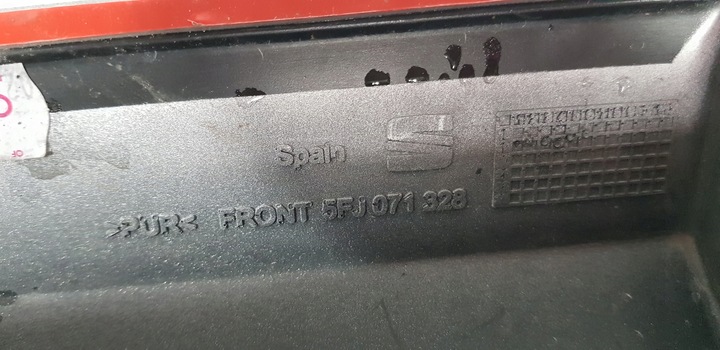 Spain
>PUR< FRONT 5FJ 071 328